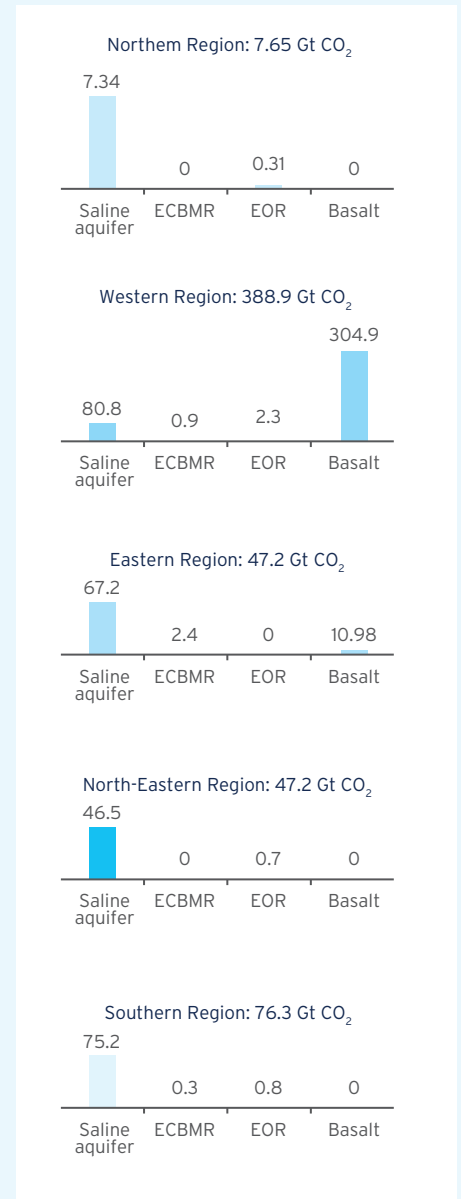 Northem Region: 7.65 Gt CO₂
7.34
0
0.31
0
Saline aquifer
ECBMR
EOR
Basalt
Western Region: 388.9 Gt CO₂
304.9
80.8
0.9
2.3
Saline aquifer
ECBMR
EOR
Basalt
Eastern Region: 47.2 Gt CO₂
67.2
2.4
0
10.98
Saline aquifer
ECBMR
EOR
Basalt
North-Eastern Region: 47.2 Gt CO₂
46.5
0
0.7
0
Saline aquifer
ECBMR
EOR
Basalt
Southern Region: 76.3 Gt CO₂
75.2
0.3
0.8
0
Saline aquifer
ECBMR
EOR
Basalt